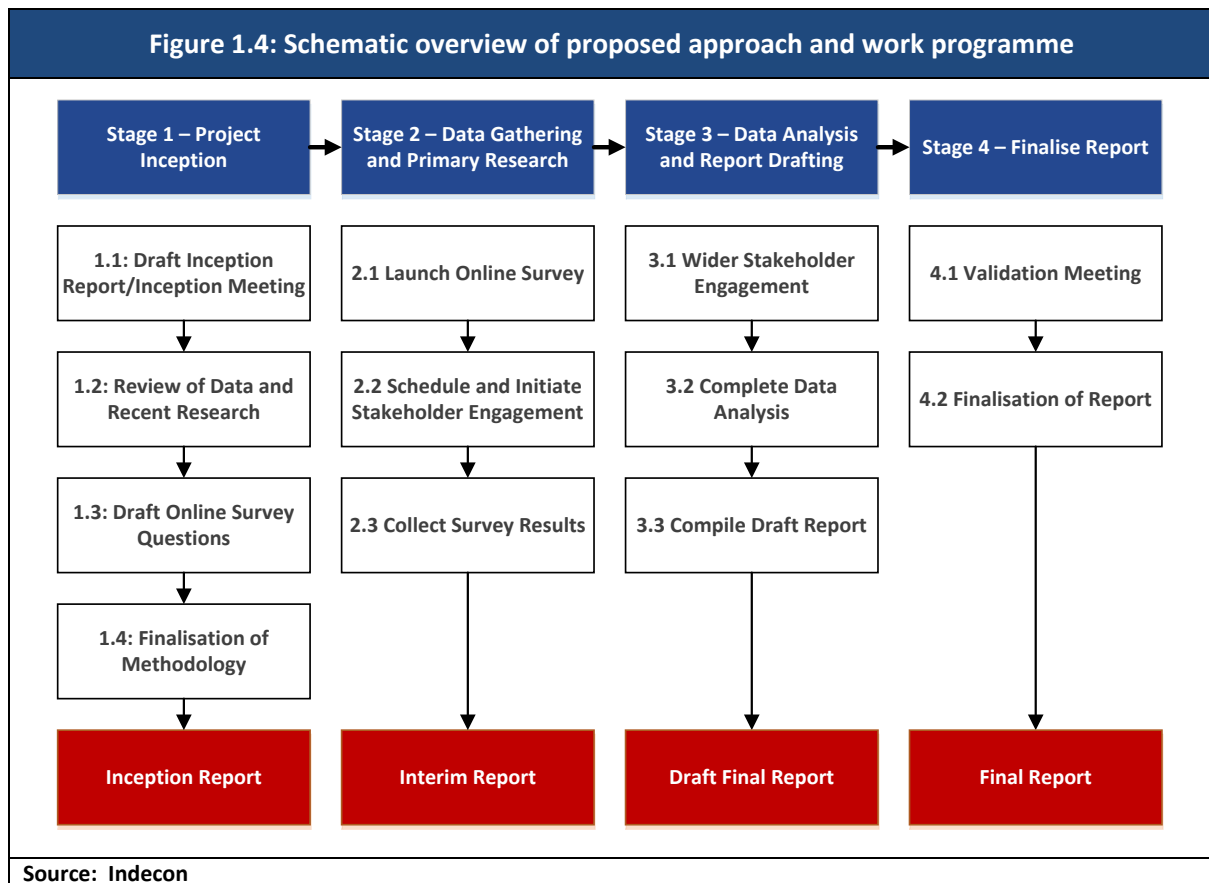 Figure 1.4: Schematic overview of proposed approach and work programme
Stage 1 – Project
Inception
Stage 2 – Data Gathering
and Primary Research
Stage 3 – Data Analysis
and Report Drafting
Stage 4 – Finalise Report
1.1: Draft Inception
Report/Inception Meeting
1.2: Review of Data and
Recent Research
1.3: Draft Online Survey
Questions
1.4: Finalisation of
Methodology
Inception Report
2.1 Launch Online Survey
2.2 Schedule and Initiate
Stakeholder Engagement
2.3 Collect Survey Results
Interim Report
3.1 Wider Stakeholder
Engagement
3.2 Complete Data
Analysis
3.3 Compile Draft Report
Draft Final Report
4.1 Validation Meeting
4.2 Finalisation of Report
Final Report
Source: Indecon